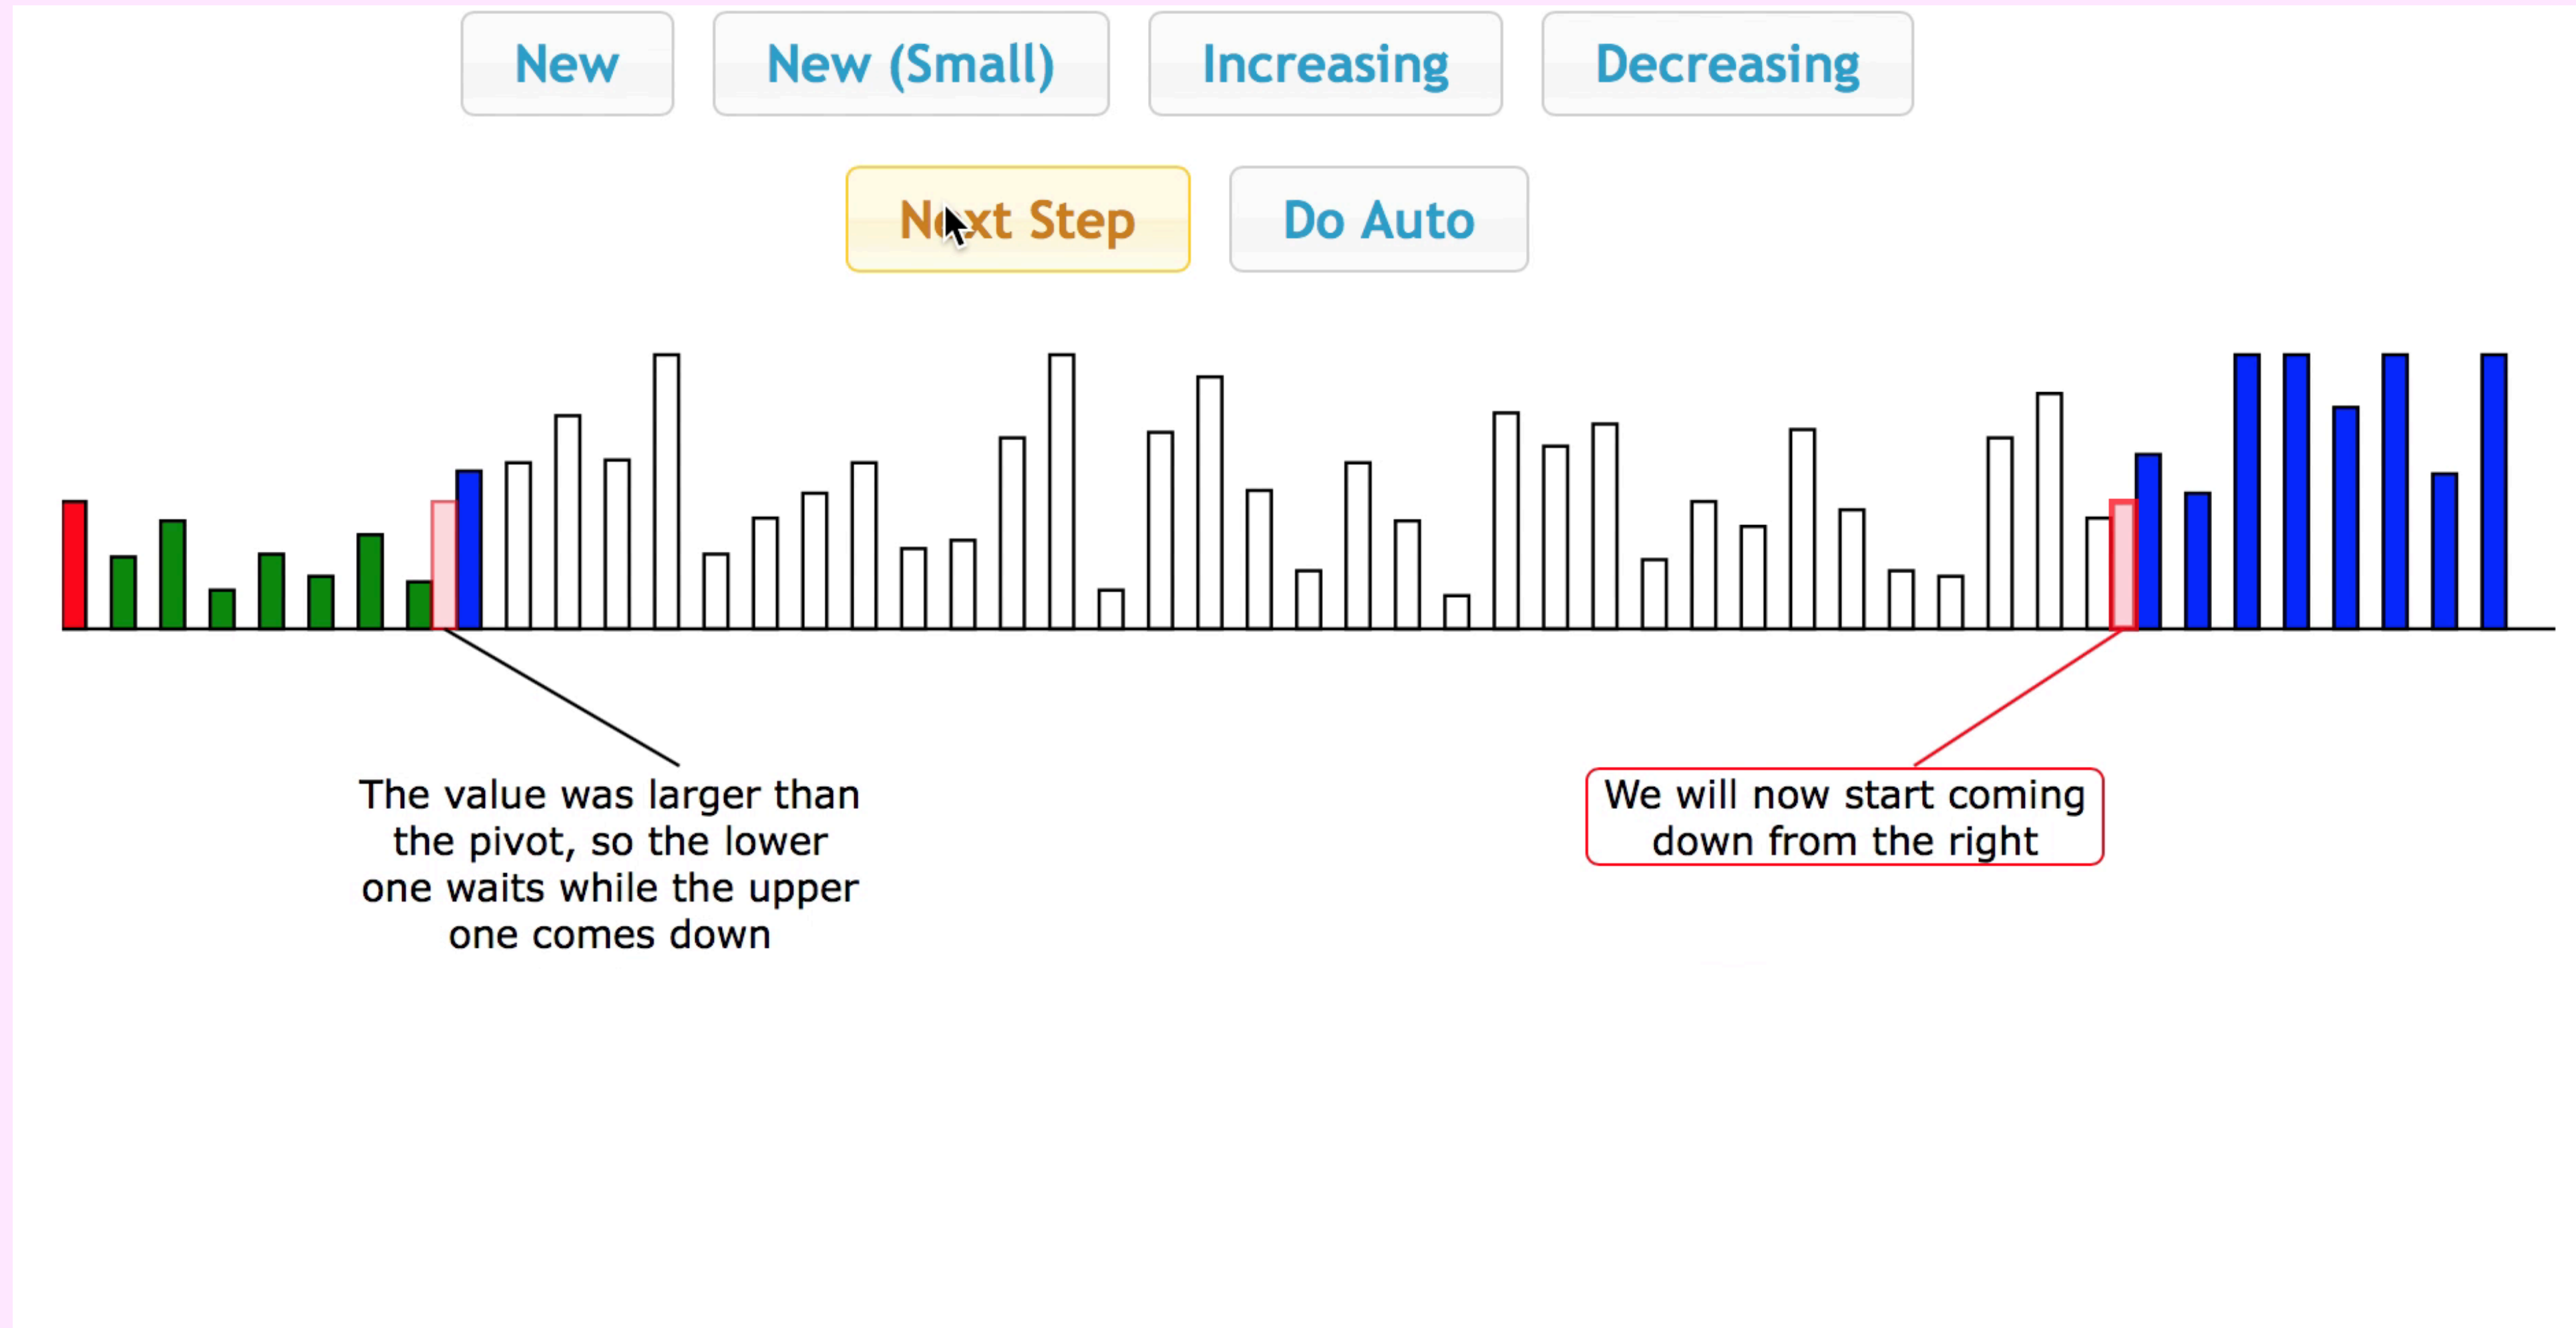 New
New (Small)
Increasing
Decreasing
Next Step
Do Auto
The value was larger than
the pivot, so the lower
one waits while the upper
one comes down
We will now start coming
down from the right